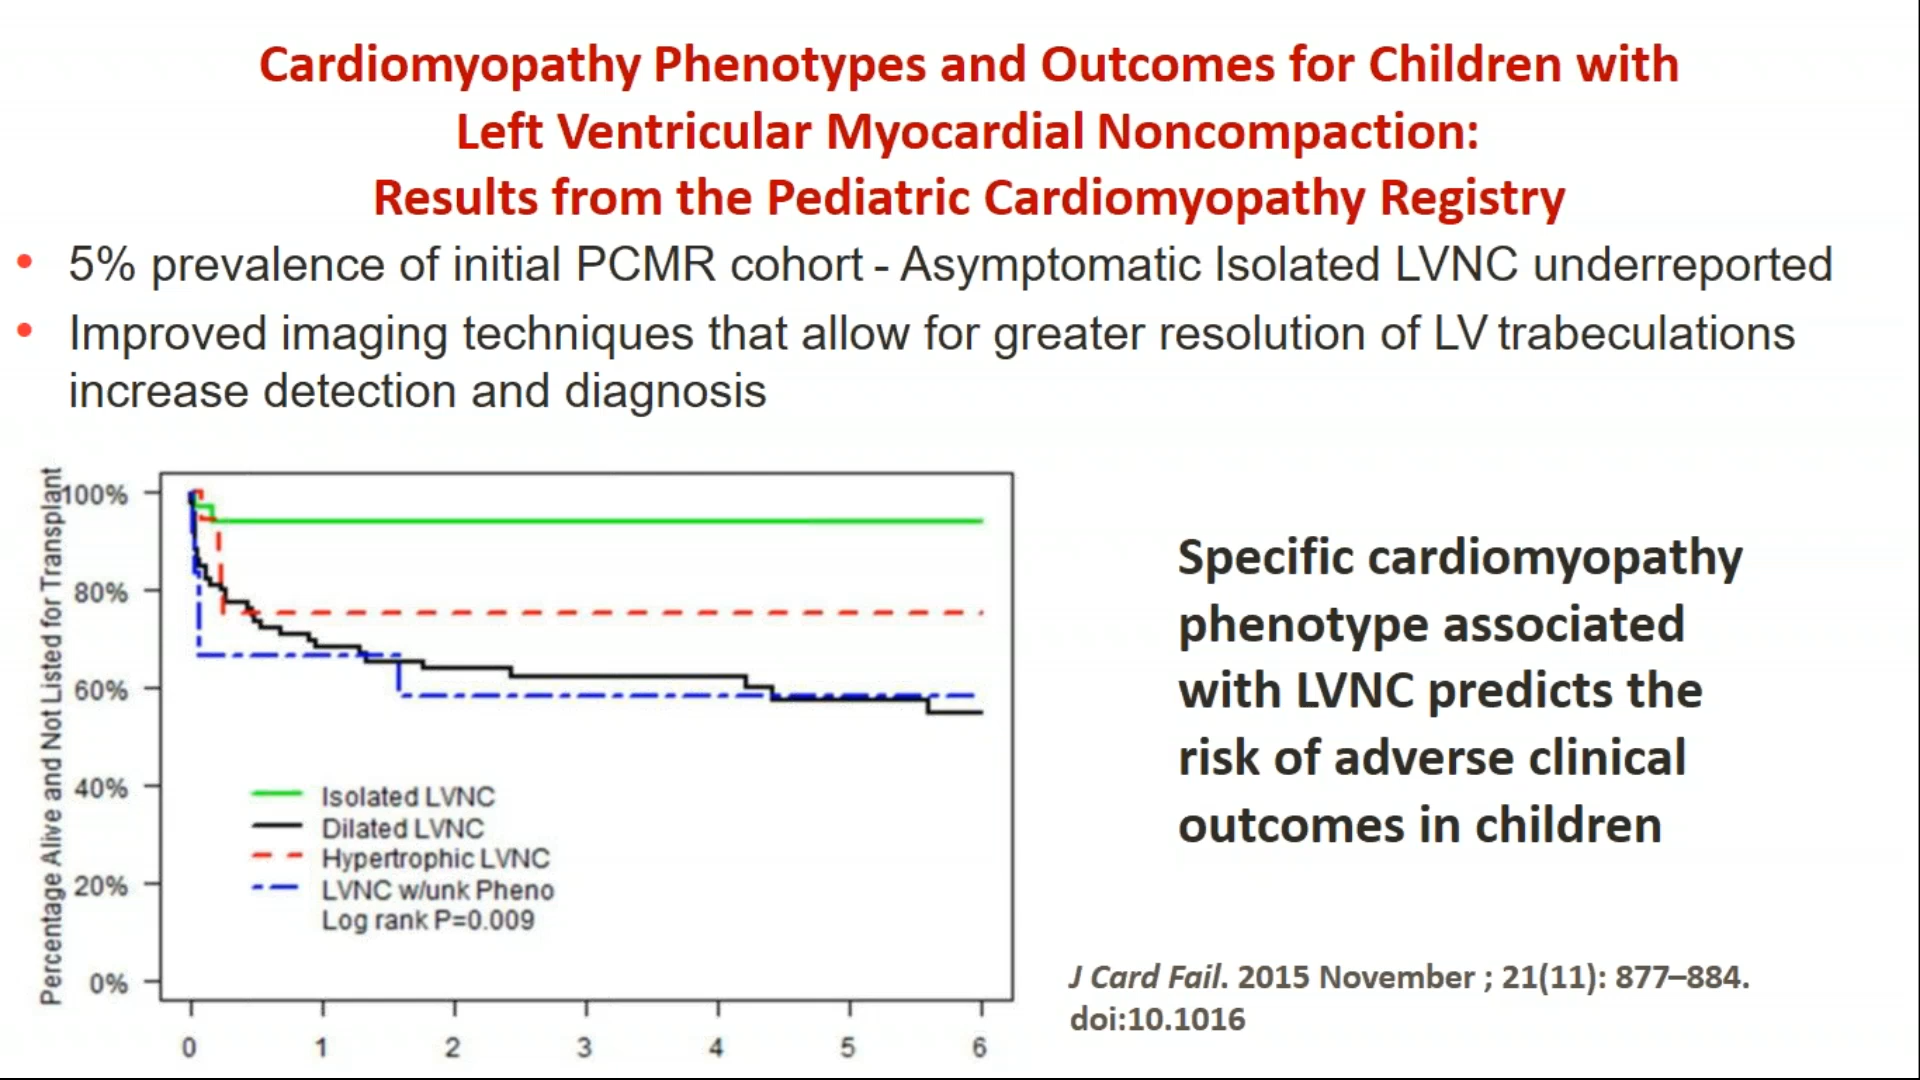 Cardiomyopathy Phenotypes and Outcomes for Children with
Left Ventricular Myocardial Noncompaction:
Results from the Pediatric Cardiomyopathy Registry
• 5% prevalence of initial PCMR cohort - Asymptomatic Isolated LVNC underreported
• Improved imaging techniques that allow for greater resolution of LV trabeculations
increase detection and diagnosis
Percentage Alive and Not Listed for Transplant
100%
80%
60%
40%
20%
0%
Isolated LVNC
Dilated LVNC
Hypertrophic LVNC
LVNC w/unk Pheno
Log rank P=0.009
0 1 2 3 4 5 6
Specific cardiomyopathy
phenotype associated
with LVNC predicts the
risk of adverse clinical
outcomes in children
J Card Fail. 2015 November ; 21(11): 877–884.
doi:10.1016